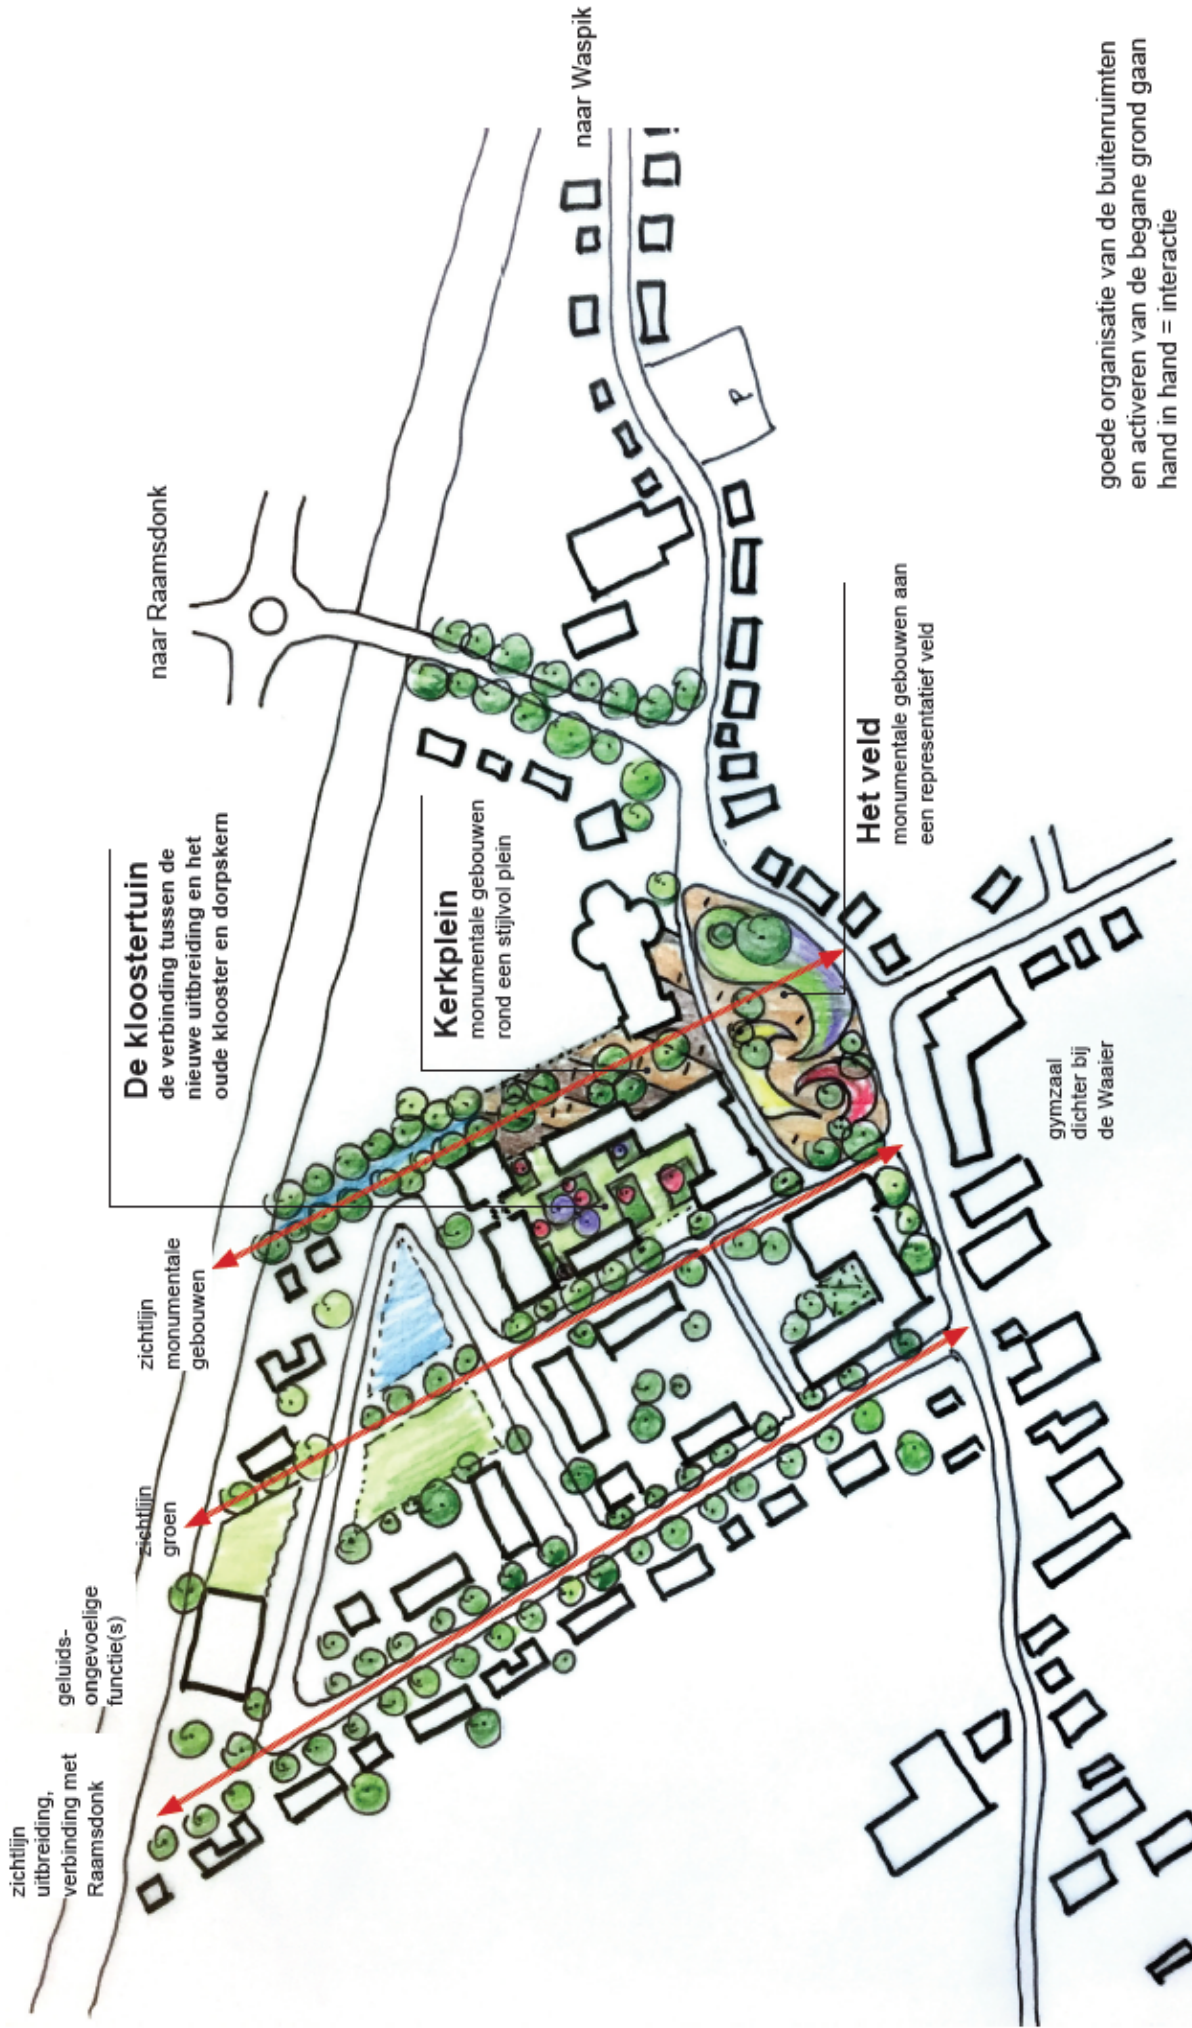 zichtlijn
uitbreiding,
verbinding met
Raamsdonk
geluids-
ongevoelige
functie(s)
zichtlijn
groen
zichtlijn
monumentale
gebouwen
De kloostertuin
de verbinding tussen de
nieuwe uitbreiding en het
oude klooster en dorpskern
naar Raamsdonk
Kerkplein
monumentale gebouwen
rond een stijlvol plein
naar Waspik
P
Het veld
monumentale gebouwen aan
een representatief veld
gymzaal
dichter bij
de Waaier
goede organisatie van de buitenruimten
en activeren van de begane grond gaan
hand in hand = interactie